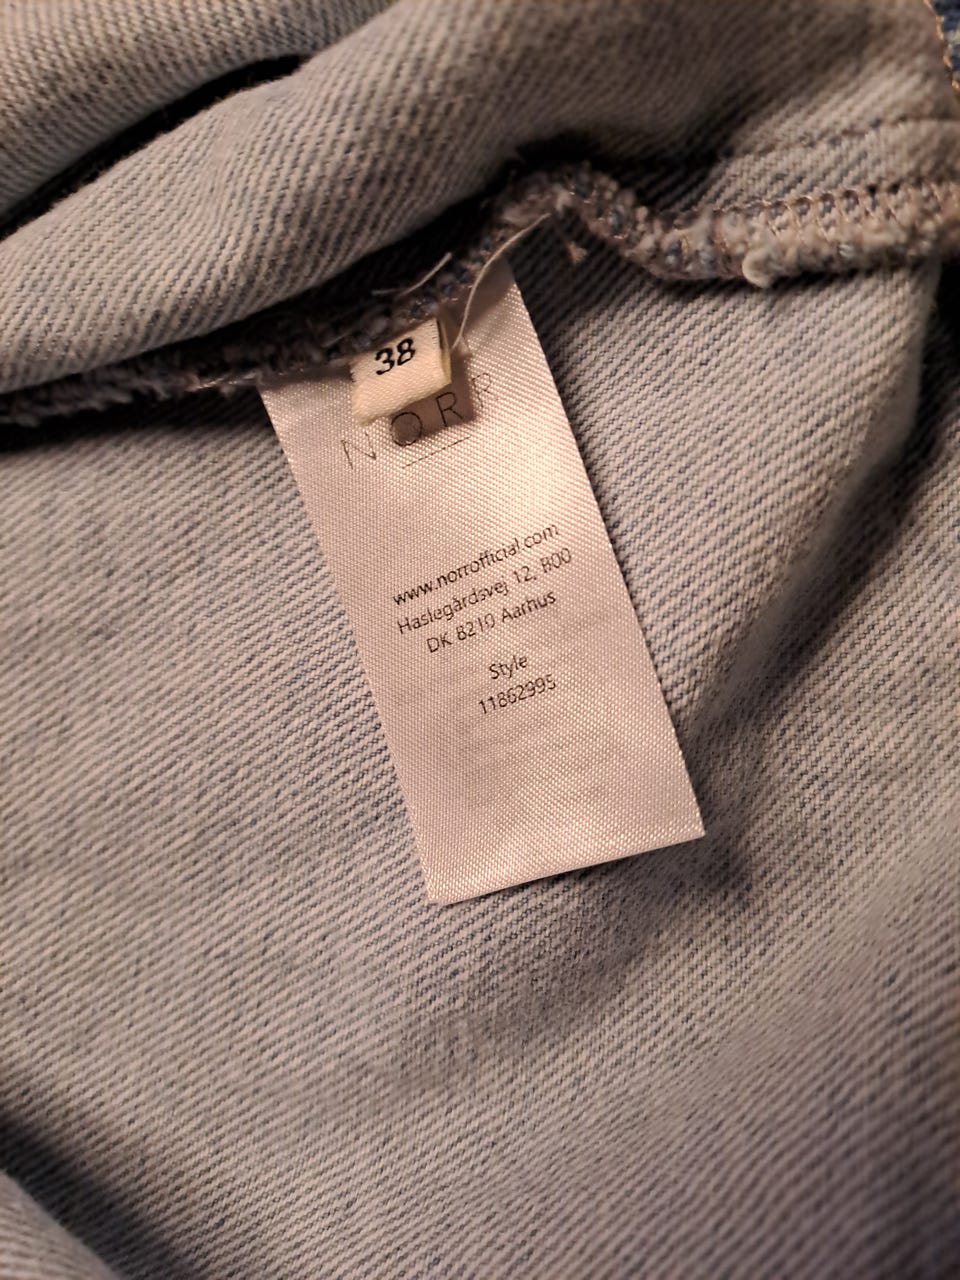 38
NORR
www.norrofficial.com
Haslegårdsvej 12, B00
DK 8210 Aarhus
Style
11862995